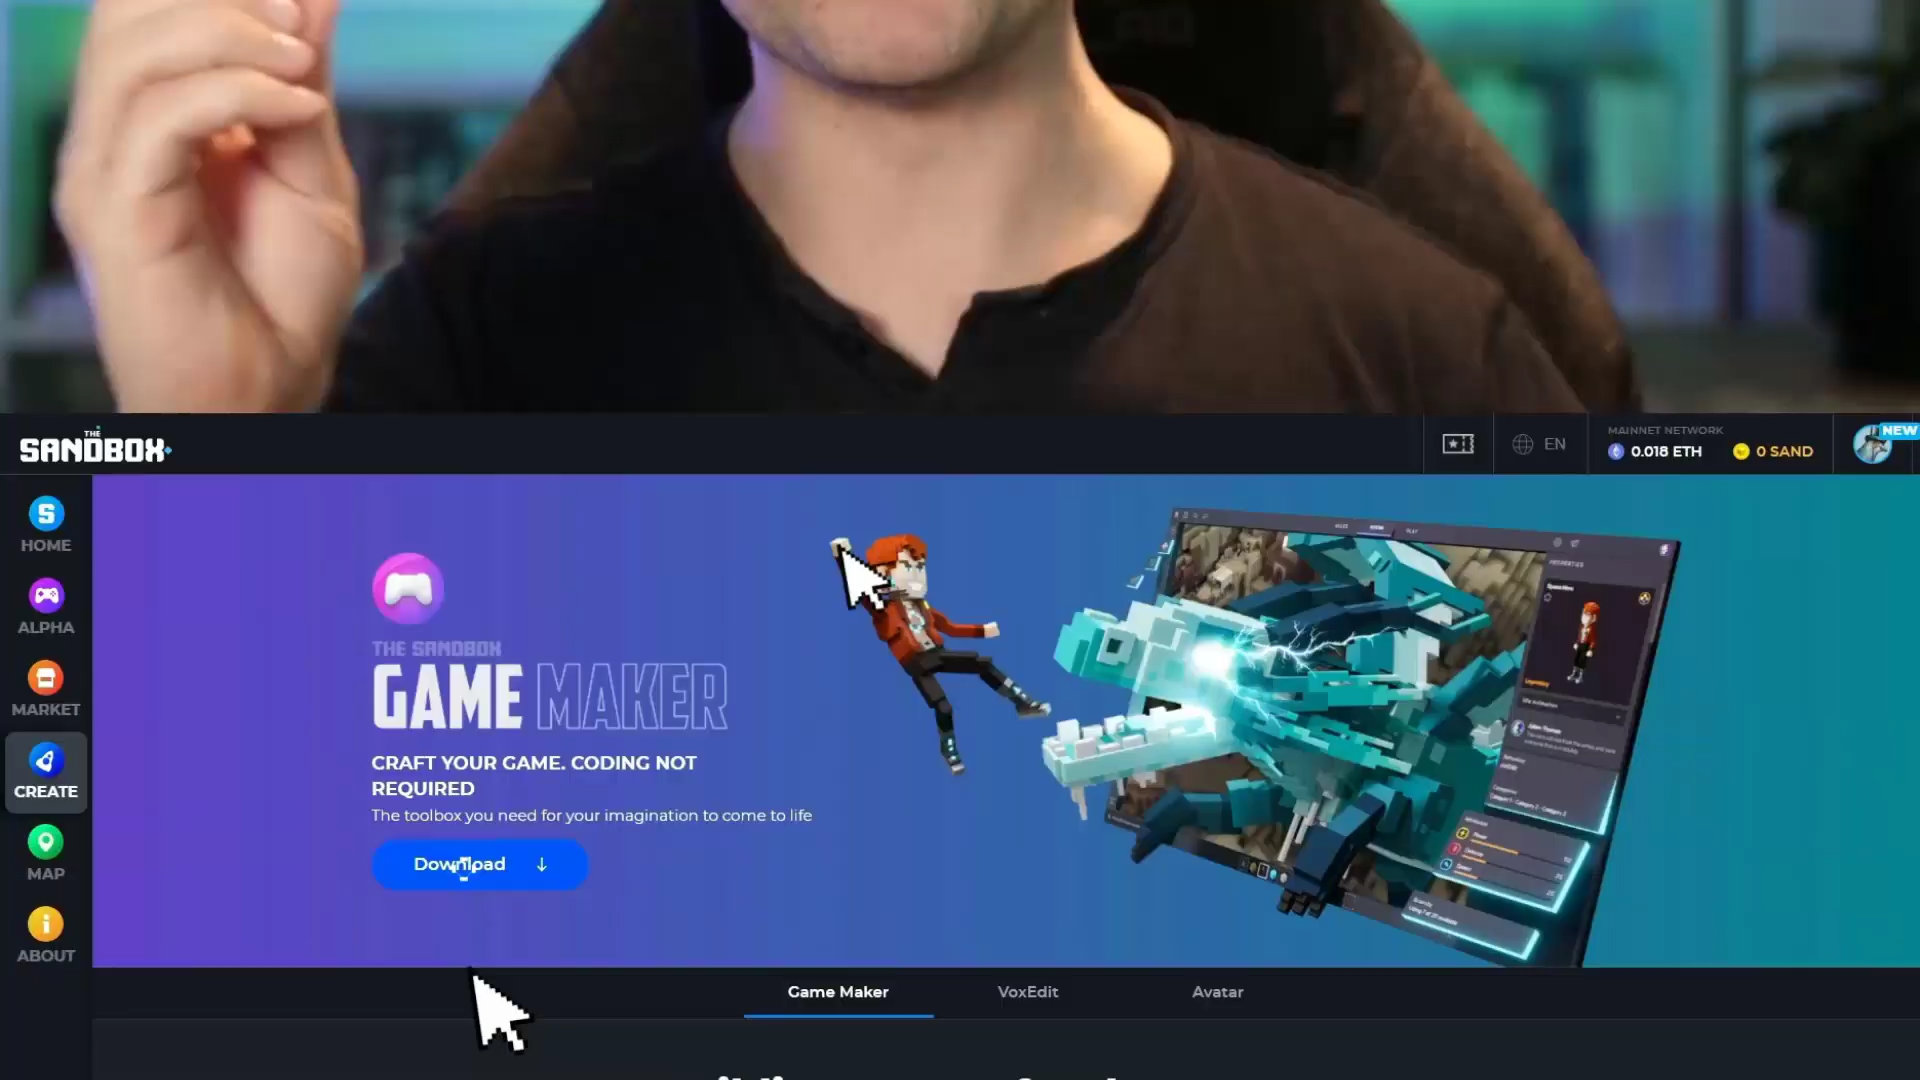 THE
SANDBOX
EN
MAINNET NETWORK
0.018 ETH
0 SAND
NEW
HOME
ALPHA
MARKET
CREATE
MAP
ABOUT
THE SANDBOX
GAME MAKER
CRAFT YOUR GAME. CODING NOT
REQUIRED
The toolbox you need for your imagination to come to life
Download
Game Maker
VoxEdit
Avatar